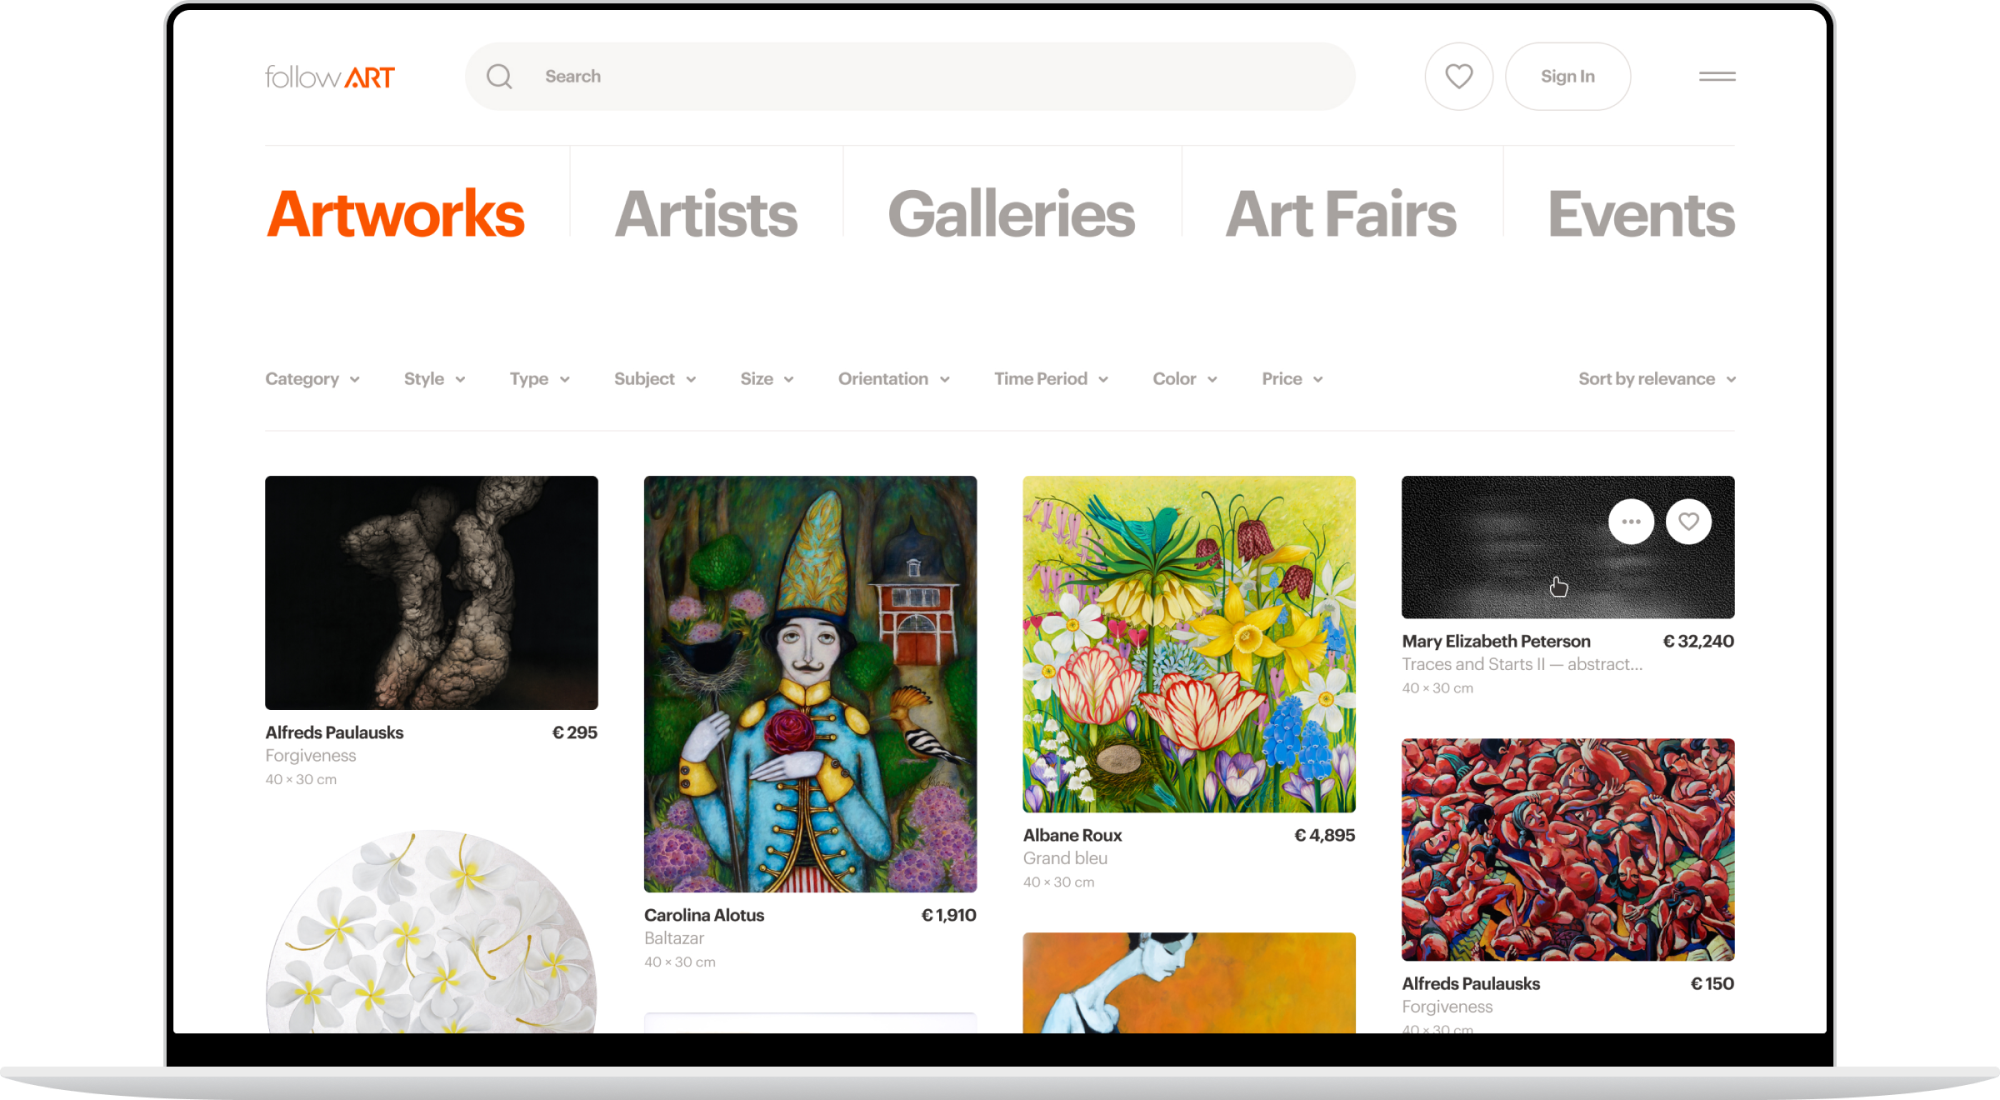 followART
Search
Sign In
Artworks
Artists
Galleries
Art Fairs
Events
Category
Style
Type
Subject
Size
Orientation
Time Period
Color
Price
Sort by relevance
Alfreds Paulausks € 295
Forgiveness
40 × 30 cm
Carolina Alotus € 1,910
Baltazar
40 × 30 cm
Albane Roux € 4,895
Grand bleu
40 × 30 cm
Mary Elizabeth Peterson € 32,240
Traces and Starts II — abstract...
40 × 30 cm
Alfreds Paulausks € 150
Forgiveness
40 × 30 cm